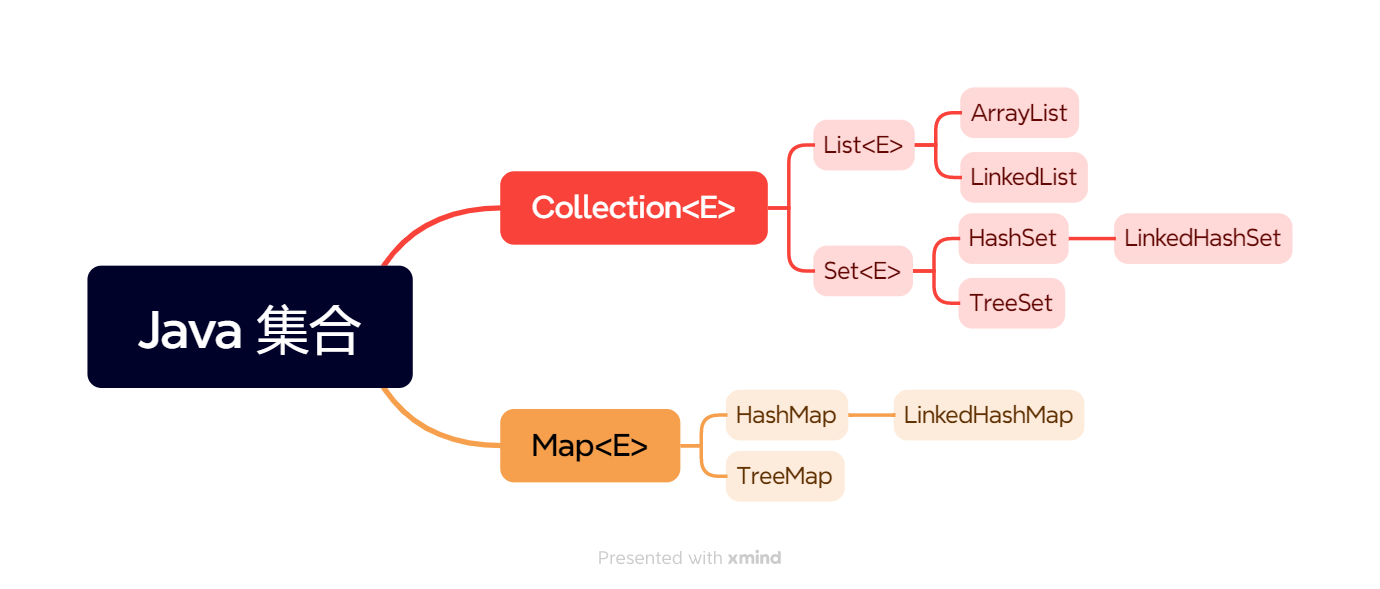 Java 集合
Collection<E>
List<E>
ArrayList
LinkedList
Set<E>
HashSet
LinkedHashSet
TreeSet
Map<E>
HashMap
LinkedHashMap
TreeMap
Presented with xmind